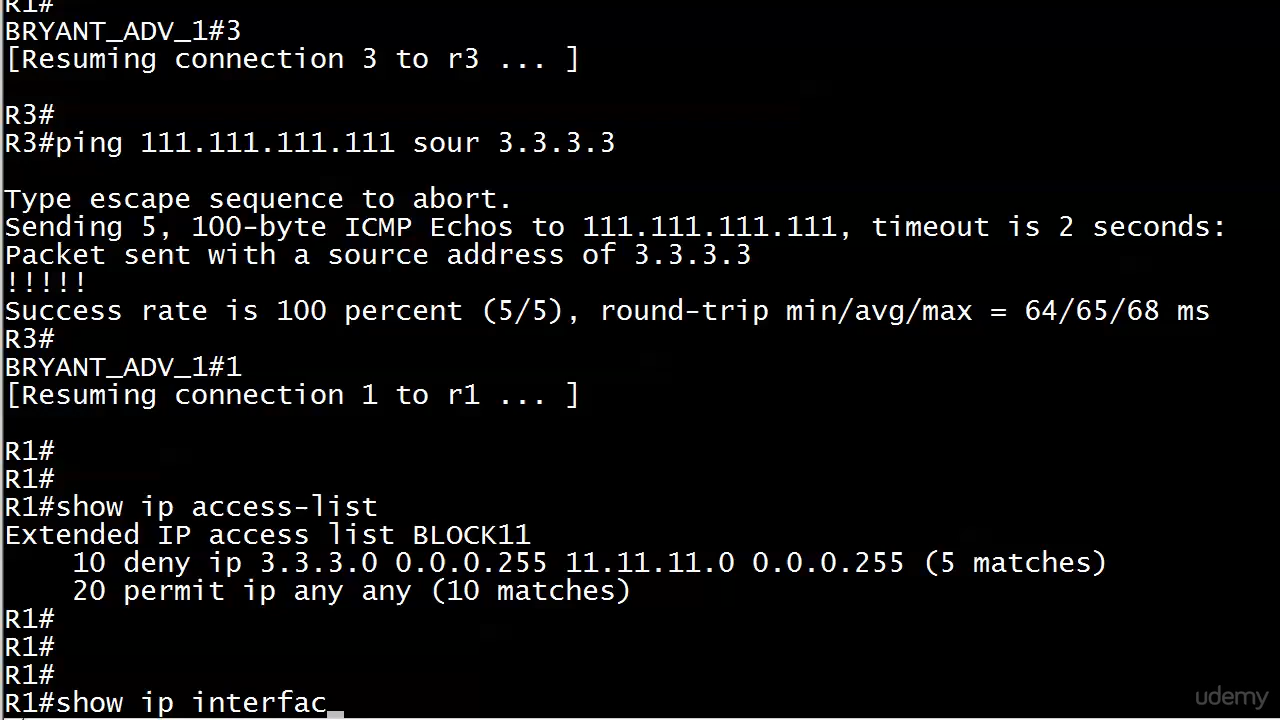 R1#
BRYANT_ADV_1#3
[Resuming connection 3 to r3 ... ]
R3#
R3#ping 111.111.111.111 sour 3.3.3.3
Type escape sequence to abort.
Sending 5, 100-byte ICMP Echos to 111.111.111.111, timeout is 2 seconds:
Packet sent with a source address of 3.3.3.3
!!!!!
Success rate is 100 percent (5/5), round-trip min/avg/max = 64/65/68 ms
R3#
BRYANT_ADV_1#1
[Resuming connection 1 to r1 ... ]
R1#
R1#
R1#show ip access-list
Extended IP access list BLOCK11
    10 deny ip 3.3.3.0 0.0.0.255 11.11.11.0 0.0.0.255 (5 matches)
    20 permit ip any any (10 matches)
R1#
R1#
R1#
R1#show ip interfac
udemy